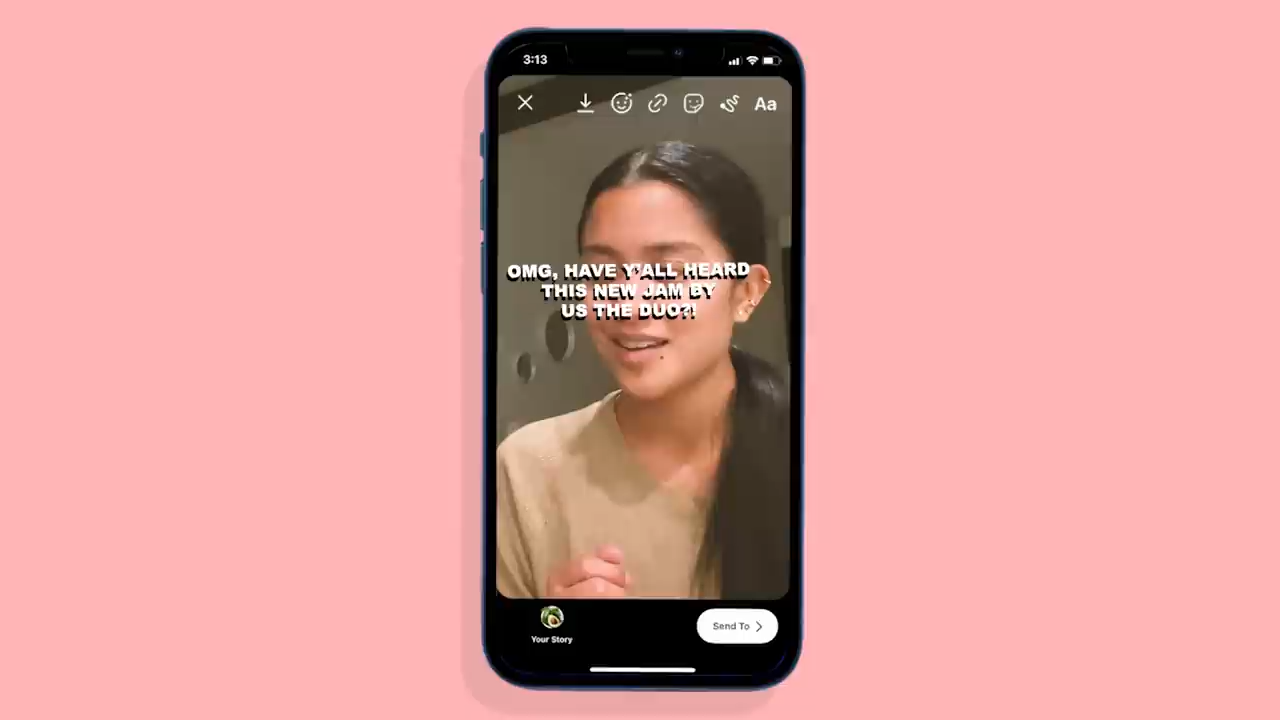 3:13
Aa
OMG, HAVE Y'ALL HEARD
THIS NEW JAM BY
US THE DUO?!
Your Story
Send To